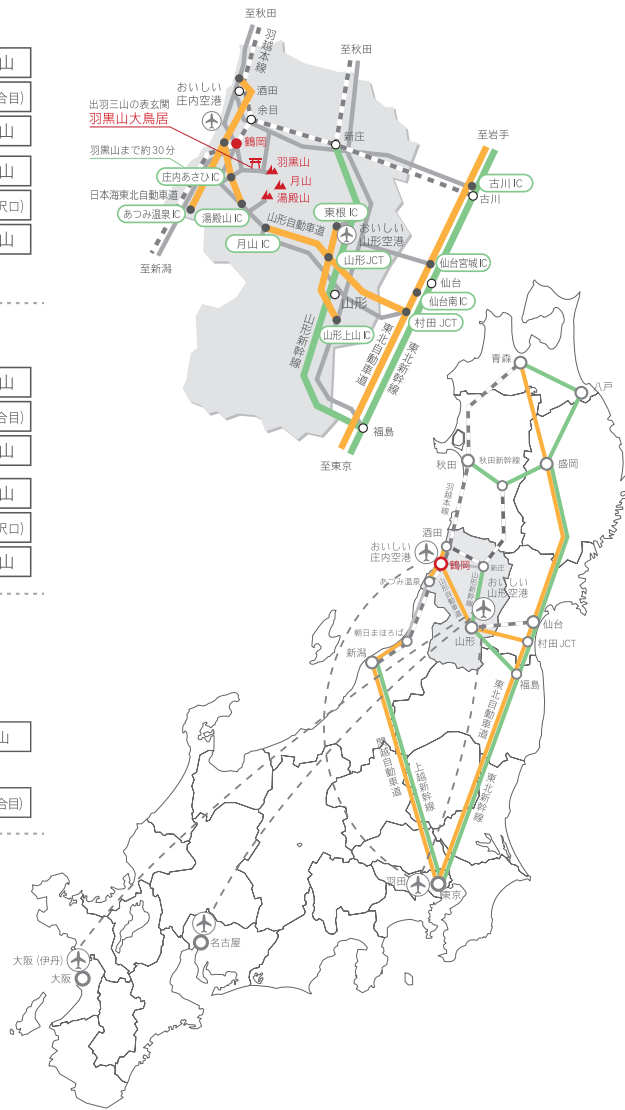 山
合目)
山
山
尺口)
山
山
合目)
山
山
尺口)
山
山
合目)
至秋田
羽越本線
至秋田
おいしい
庄内空港
酒田
出羽三山の表玄関
羽黒山大鳥居
余目
新庄
至岩手
鶴岡
羽黒山まで約30分
羽黒山
庄内あさひIC
月山
古川IC
古川
日本海東北自動車道
湯殿山
あつみ温泉IC
湯殿山IC
山形自動車道
東根IC
おいしい
山形空港
月山IC
至新潟
山形JCT
仙台宮城IC
仙台
山形
仙台南IC
村田JCT
山形上山IC
山形新幹線
東北自動車道
東北新幹線
福島
至東京
青森
八戸
秋田
秋田新幹線
盛岡
羽越本線
酒田
おいしい
庄内空港
鶴岡
新庄
あつみ温泉
山形自動車道
山形新幹線
おいしい
山形空港
朝日まほろば
山形
仙台
村田JCT
新潟
福島
東北自動車道
関越自動車道
上越新幹線
東北新幹線
羽田
東京
名古屋
大阪(伊丹)
大阪